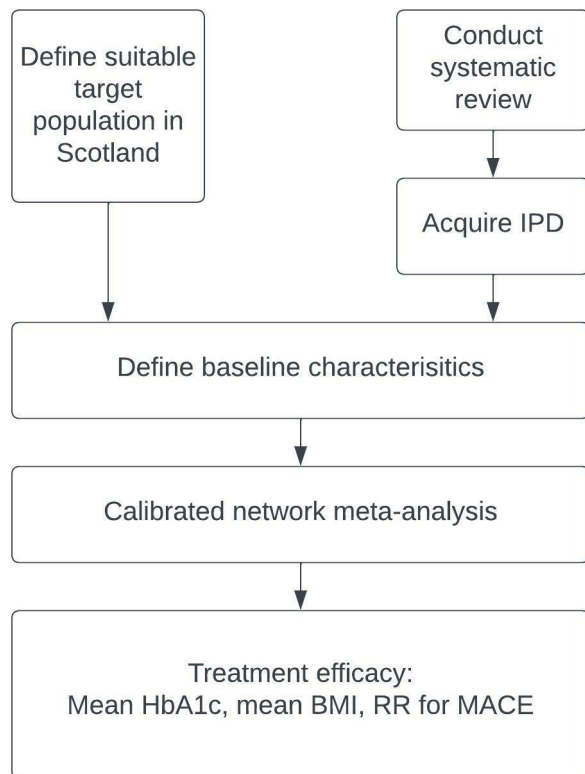 Define suitable
target
population in
Scotland
Conduct
systematic
review
Acquire IPD
Define baseline characterisitics
Calibrated network meta-analysis
Treatment efficacy:
Mean HbA1c, mean BMI, RR for MACE